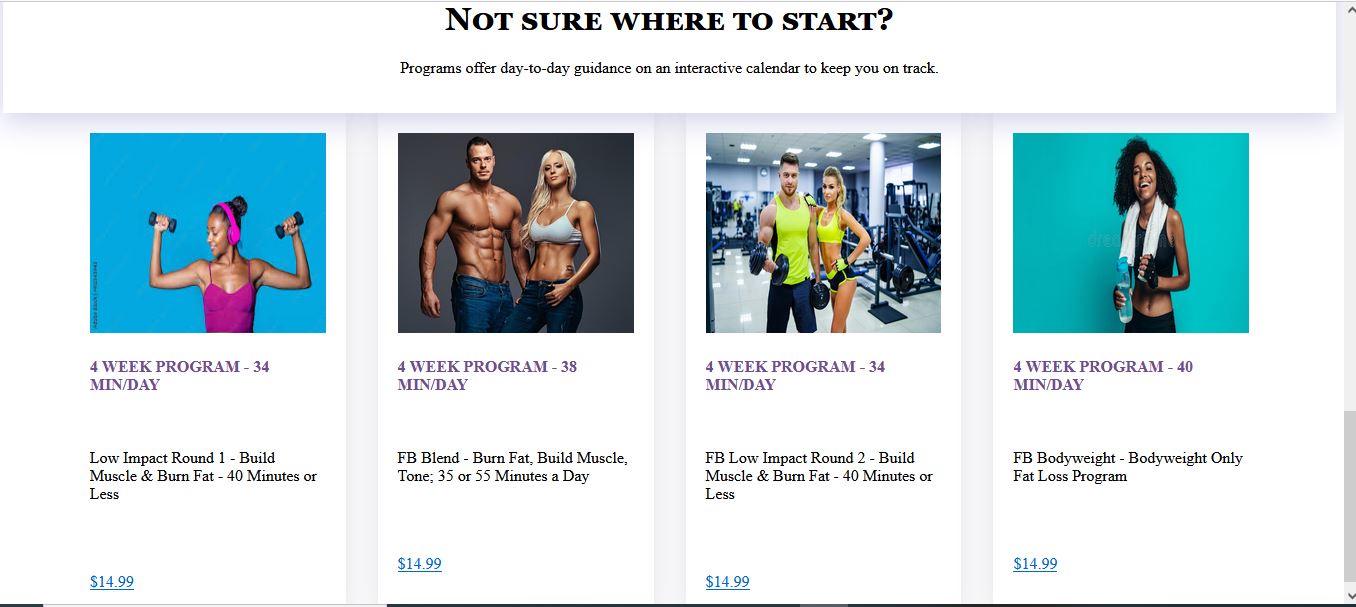 NOT SURE WHERE TO START?
Programs offer day-to-day guidance on an interactive calendar to keep you on track.
4 WEEK PROGRAM - 34
MIN/DAY
Low Impact Round 1 - Build
Muscle & Burn Fat - 40 Minutes or
Less
$14.99
4 WEEK PROGRAM - 38
MIN/DAY
FB Blend - Burn Fat, Build Muscle,
Tone; 35 or 55 Minutes a Day
$14.99
4 WEEK PROGRAM - 34
MIN/DAY
FB Low Impact Round 2 - Build
Muscle & Burn Fat - 40 Minutes or
Less
$14.99
4 WEEK PROGRAM - 40
MIN/DAY
FB Bodyweight - Bodyweight Only
Fat Loss Program
$14.99